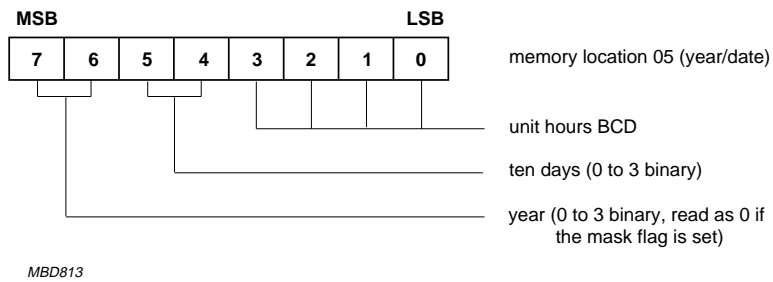 MSB LSB
7 6 5 4 3 2 1 0 memory location 05 (year/date)
unit hours BCD
ten days (0 to 3 binary)
year (0 to 3 binary, read as 0 if
the mask flag is set)
MBD813